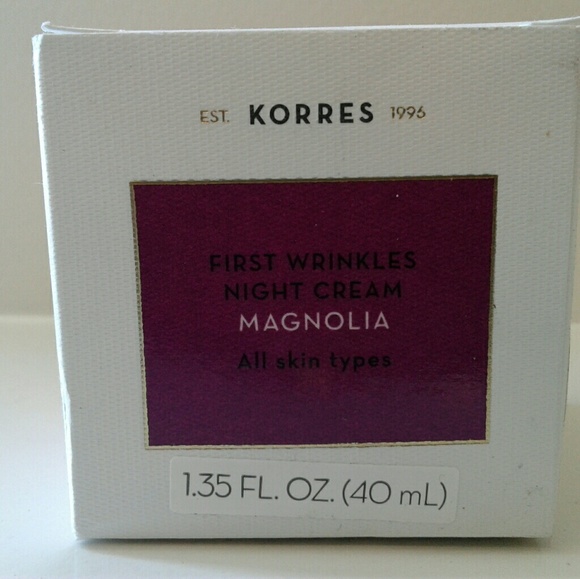 EST. KORRES 1996
FIRST WRINKLES
NIGHT CREAM
MAGNOLIA
All skin types
1.35 FL. OZ. (40 mL)